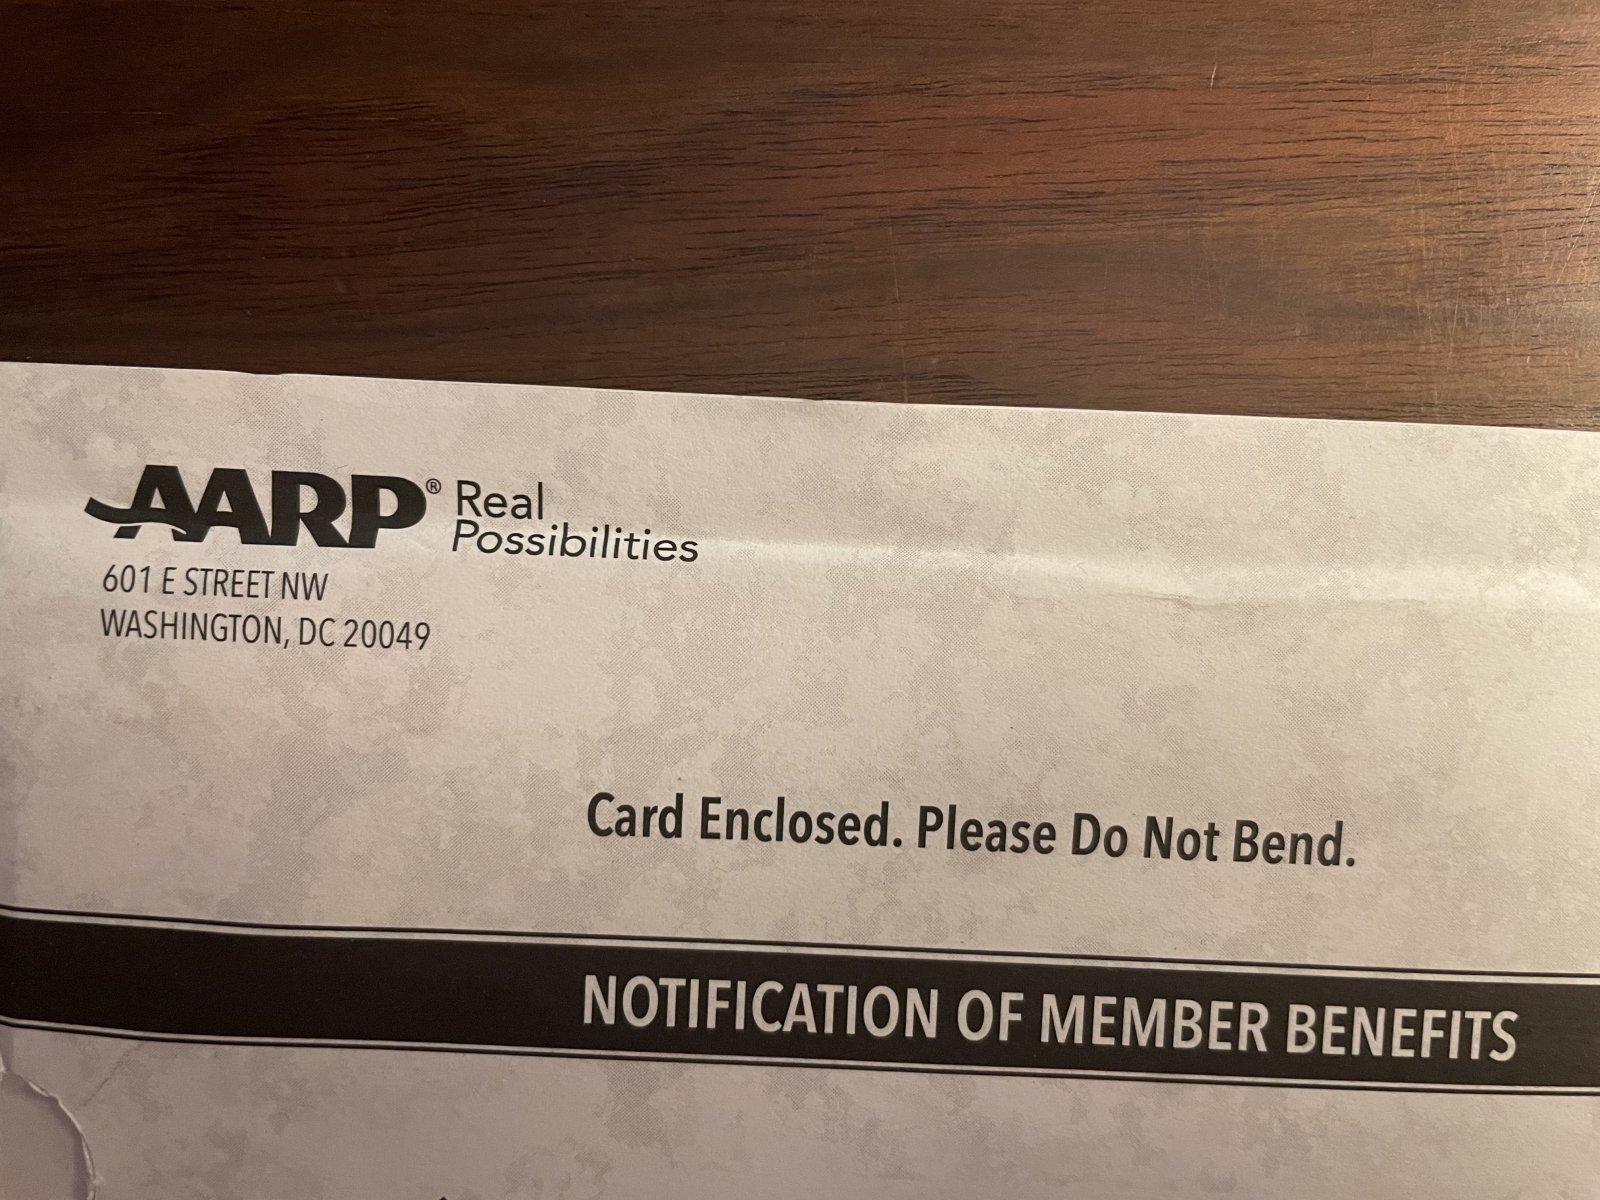 AARP® Real
Possibilities
601 E STREET NW
WASHINGTON, DC 20049
Card Enclosed. Please Do Not Bend.
NOTIFICATION OF MEMBER BENEFITS